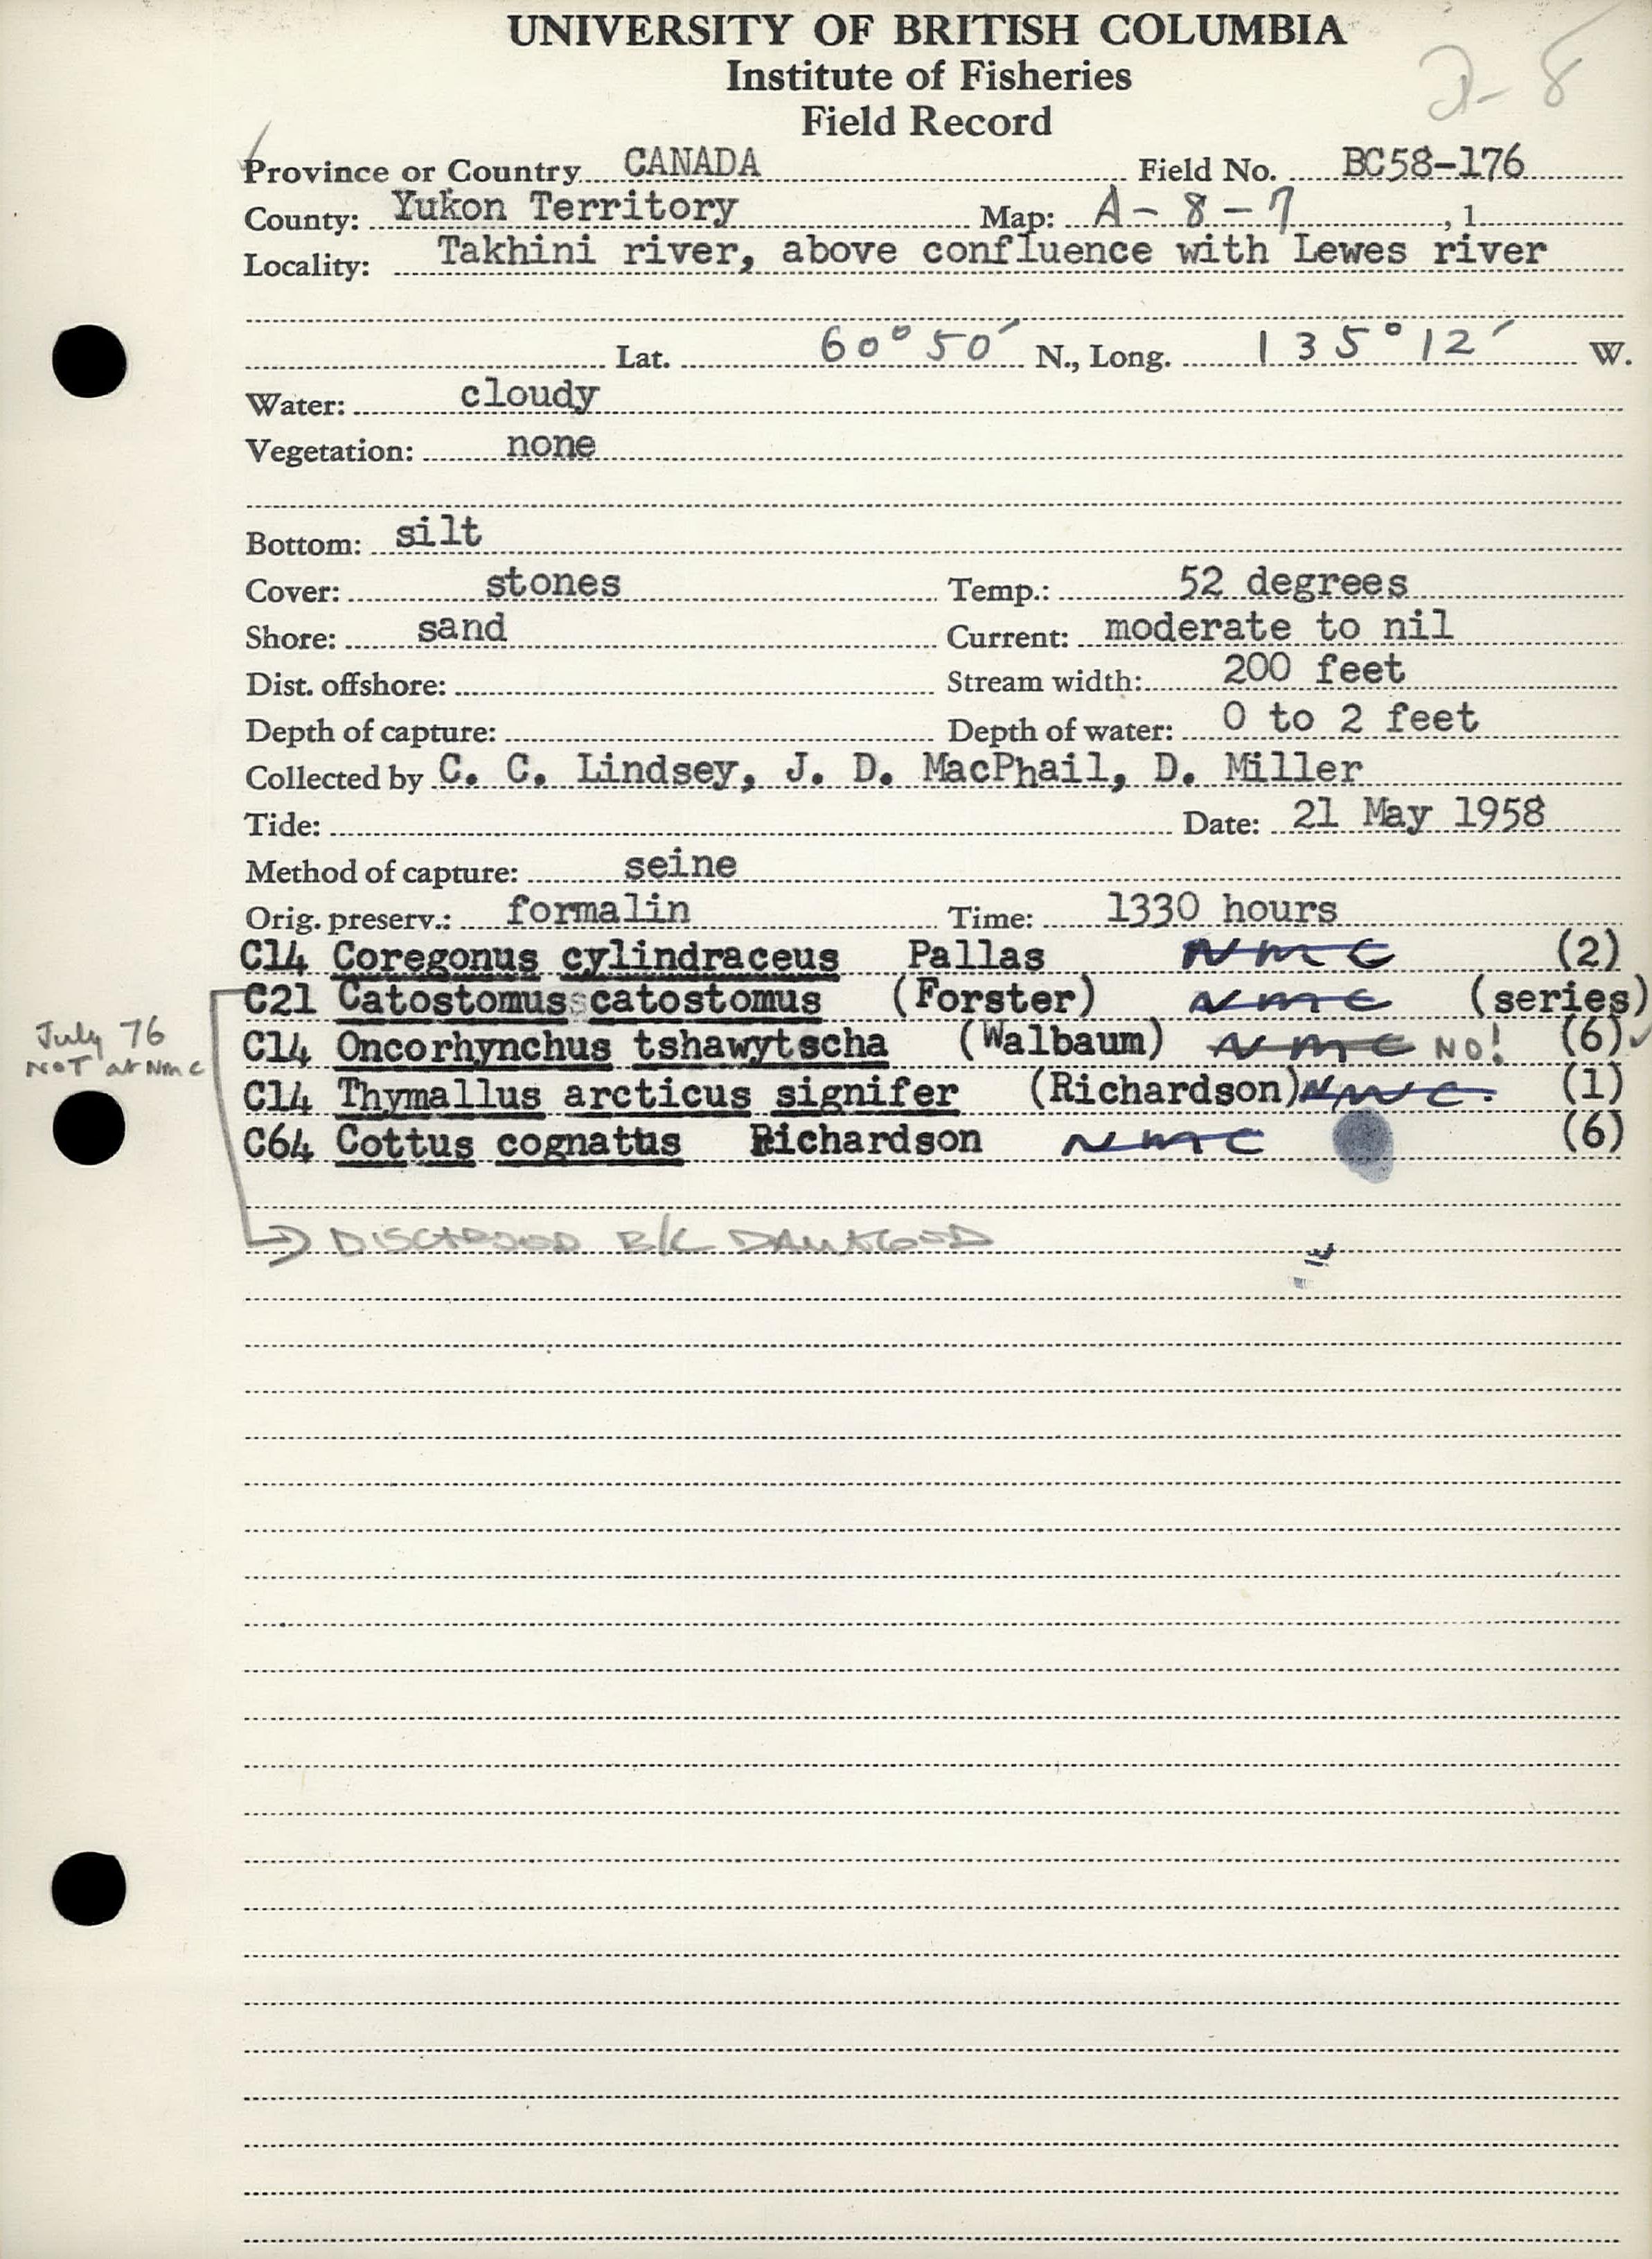 UNIVERSITY OF BRITISH COLUMBIA
Institute of Fisheries
Field Record
Province or Country CANADA Field No. BC58-176
County: Yukon Territory Map: A-8-7, 1
Locality: Takhini river, above confluence with Lewes river
Lat. 60° 50′ N., Long. 135° 12′ W.
Water: cloudy
Vegetation: none
Bottom: silt
Cover: stones Temp.: 52 degrees
Shore: sand Current: moderate to nil
Dist. offshore: Stream width: 200 feet
Depth of capture: Depth of water: 0 to 2 feet
Collected by C. C. Lindsey, J. D. MacPhail, D. Miller
Tide: Date: 21 May 1958
Method of capture: seine
Orig. preserv.: formalin Time: 1330 hours
C14 Coregonus cylindraceus Pallas NMC (2)
C21 Catostomus catostomus (Forster) NMC (series)
C14 Oncorhynchus tshawytscha (Walbaum) NMC NO! (6)
C14 Thymallus arcticus signifer (Richardson) NMC. (1)
C64 Cottus cognattus Richardson NMC (6)
July 76
NOT at NMC
→ DISCARDED B/C DAMAGED